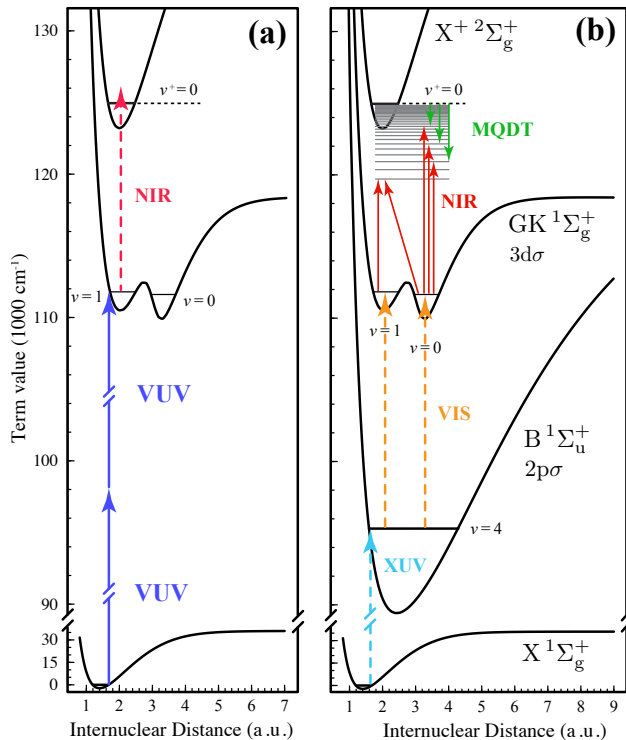 (a)
(b)
X⁺ ²Σg⁺
v⁺=0
v⁺=0
MQDT
NIR
NIR
GK ¹Σg⁺
3dσ
v=1
v=0
v=1
v=0
VUV
VIS
B ¹Σu⁺
2pσ
v=4
XUV
VUV
X ¹Σg⁺
Term value (1000 cm⁻¹)
130
120
110
100
90
30
15
0
1 2 3 4 5 6 7
1 2 3 4 5 6 7 8 9
Internuclear Distance (a.u.)
Internuclear Distance (a.u.)